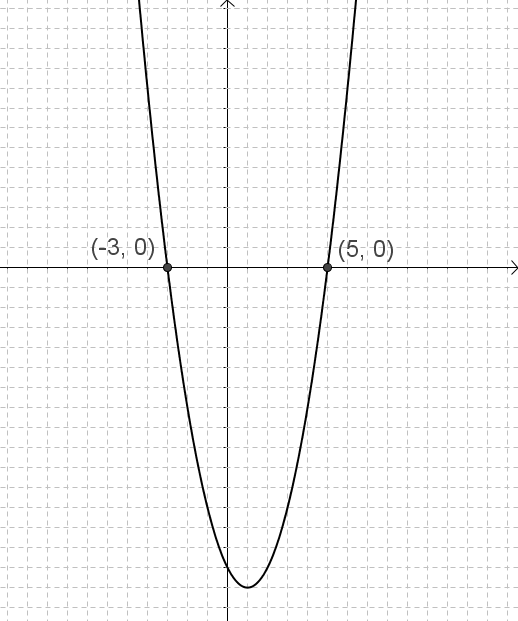 (-3, 0)
(5, 0)